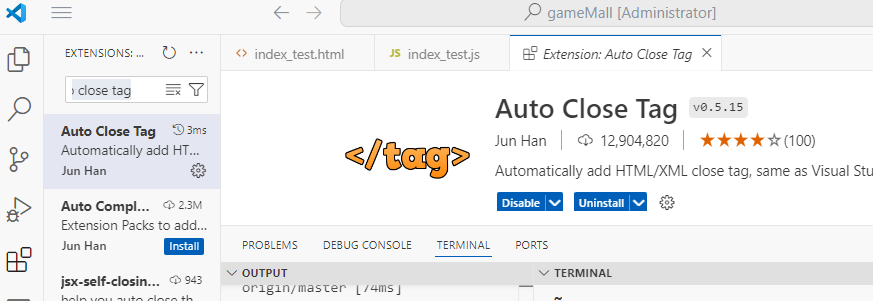 gameMall [Administrator]
EXTENSIONS: ...
close tag
Auto Close Tag 3ms
Automatically add HT...
Jun Han
Auto Compl... 2.3M
Extension Packs to add...
Jun Han Install
jsx-self-closin... 943
help you auto close th
index_test.html
JS index_test.js
Extension: Auto Close Tag
</tag>
Auto Close Tag v0.5.15
Jun Han 12,904,820 (100)
Automatically add HTML/XML close tag, same as Visual Stu
Disable Uninstall
PROBLEMS DEBUG CONSOLE TERMINAL PORTS
OUTPUT
origin/master [74ms]
TERMINAL
~